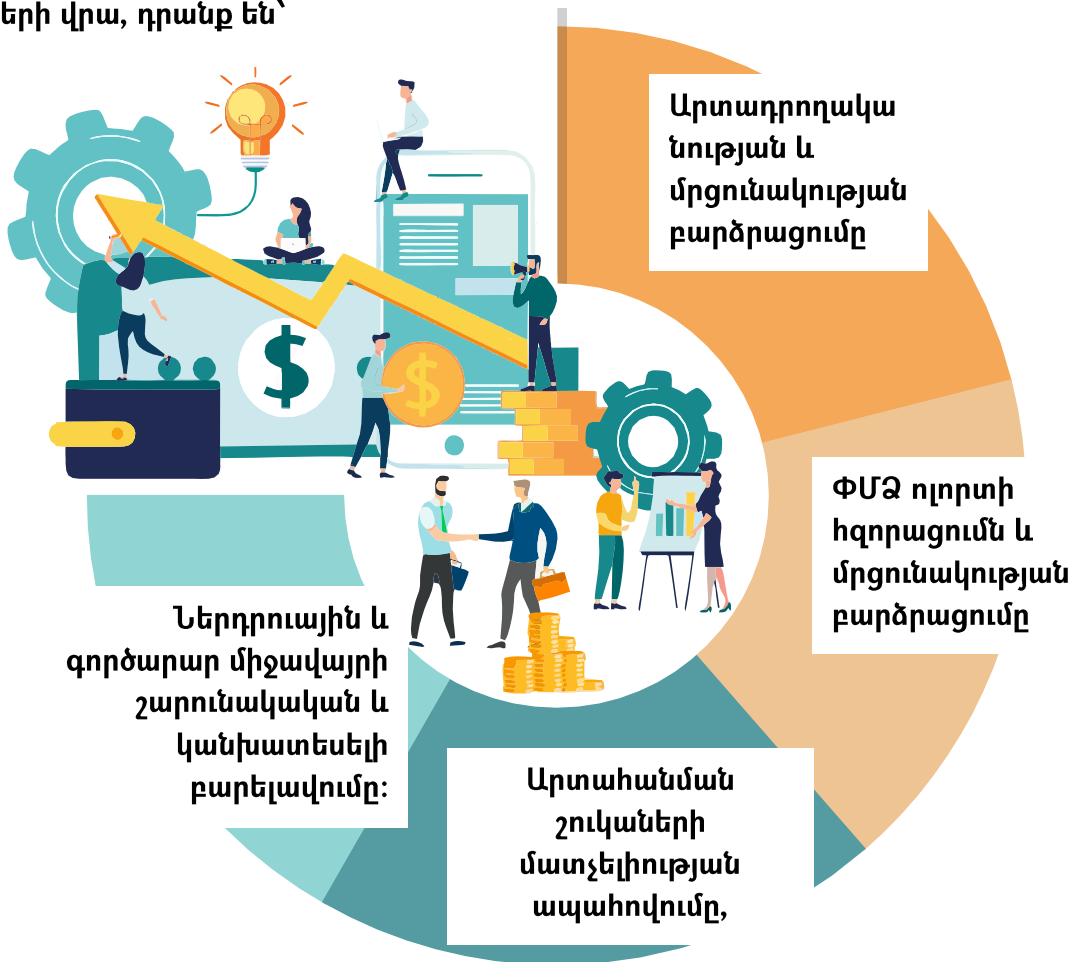 երի վրա, դրանք են՝
Արտադրողակա
նության և
մրցունակության
բարձրացումը
ՓՄՁ ոլորտի
հզորացումն և
մրցունակության
բարձրացումը
Արտահանման
շուկաների
մատչելիության
ապահովումը,
Ներդրուային և
գործարար միջավայրի
շարունակական և
կանխատեսելի
բարելավումը։
$
$